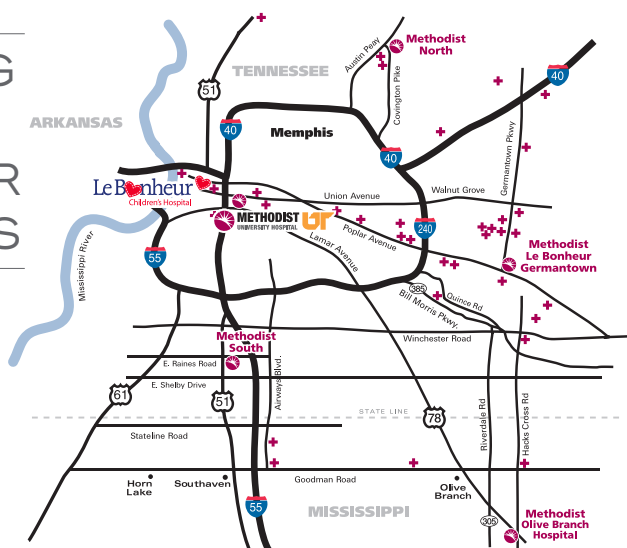 G
R
S
TENNESSEE
ARKANSAS
MISSISSIPPI
Memphis
Methodist
North
Austin Peay
Covington Pike
51
40
40
40
Germantown Pkwy
Le Bonheur
Children's Hospital
Union Avenue
Walnut Grove
METHODIST
UNIVERSITY HOSPITAL
UT
Poplar Avenue
Lamar Avenue
240
Methodist
Le Bonheur
Germantown
Mississippi River
55
385
Quince Rd
Bill Morris Pkwy.
Winchester Road
Methodist
South
E. Raines Road
E. Shelby Drive
Airways Blvd.
61
51
STATE LINE
78
Riverdale Rd
Hacks Cross Rd
Stateline Road
Goodman Road
Horn
Lake
Southaven
Olive
Branch
55
305
Methodist
Olive Branch
Hospital